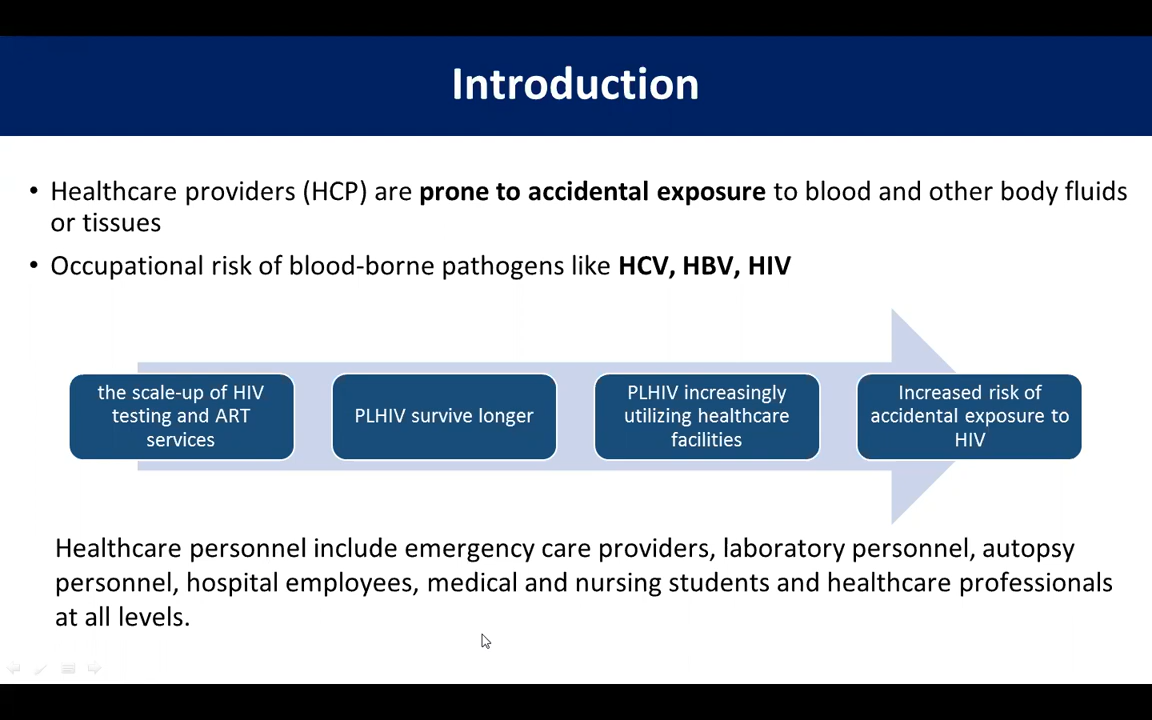 Introduction
• Healthcare providers (HCP) are prone to accidental exposure to blood and other body fluids
or tissues
• Occupational risk of blood-borne pathogens like HCV, HBV, HIV
the scale-up of HIV
testing and ART
services
PLHIV survive longer
PLHIV increasingly
utilizing healthcare
facilities
Increased risk of
accidental exposure to
HIV
Healthcare personnel include emergency care providers, laboratory personnel, autopsy
personnel, hospital employees, medical and nursing students and healthcare professionals
at all levels.